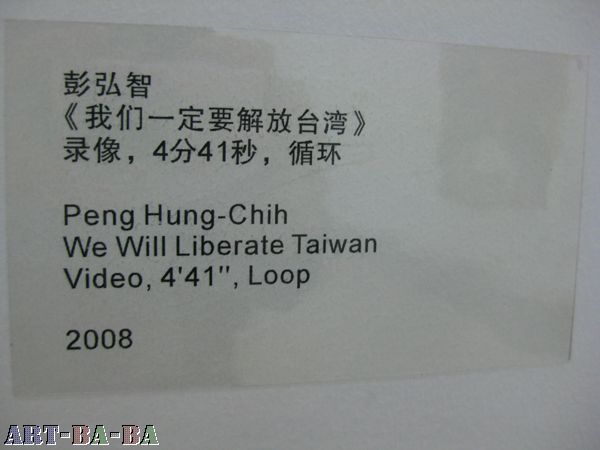 彭弘智
《我们一定要解放台湾》
录像，4分41秒，循环
Peng Hung-Chih
We Will Liberate Taiwan
Video, 4'41", Loop
2008
ART-BA-BA